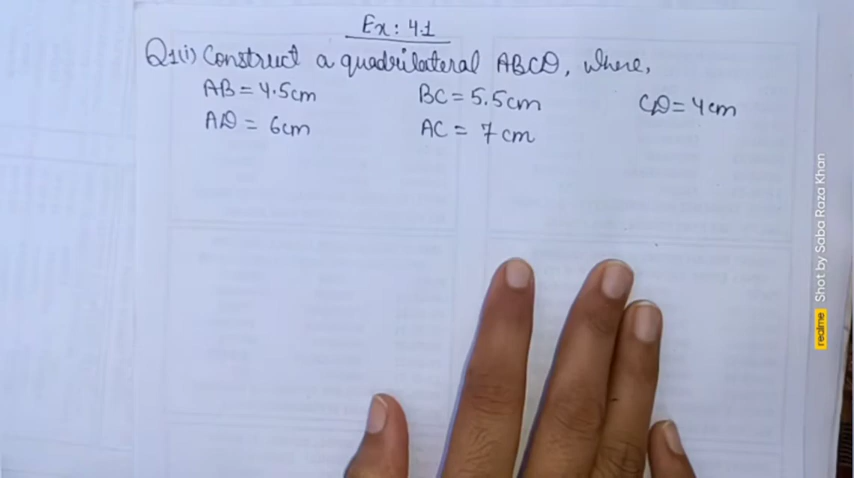 Ex: 4.1
Q1(i) Construct a quadrilateral ABCD, where,
AB = 4.5cm BC = 5.5cm CD = 4cm
AD = 6cm AC = 7cm
realme Shot by Saba Raza Khan